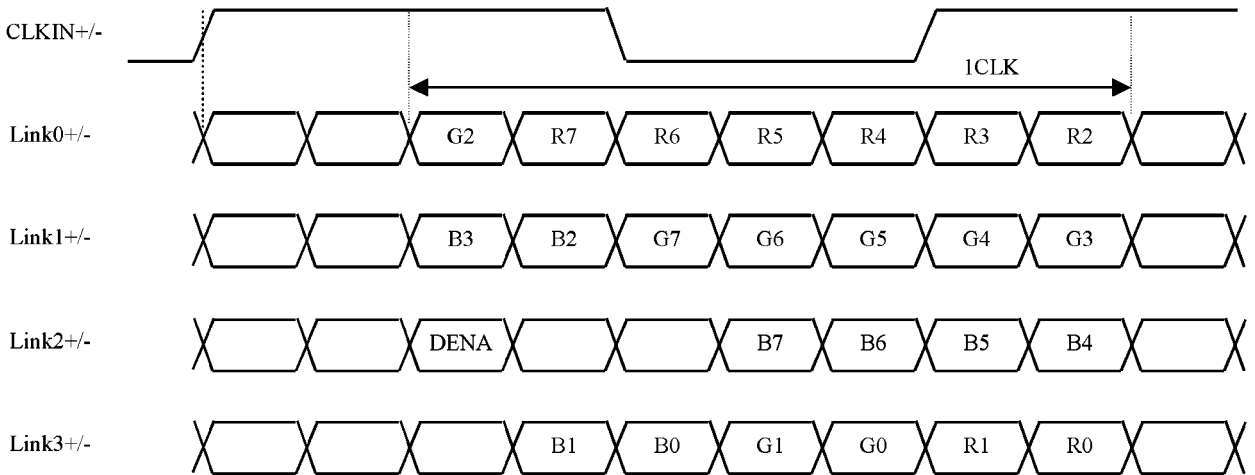 CLKIN+/-
1CLK
Link0+/- G2 R7 R6 R5 R4 R3 R2
Link1+/- B3 B2 G7 G6 G5 G4 G3
Link2+/- DENA B7 B6 B5 B4
Link3+/- B1 B0 G1 G0 R1 R0